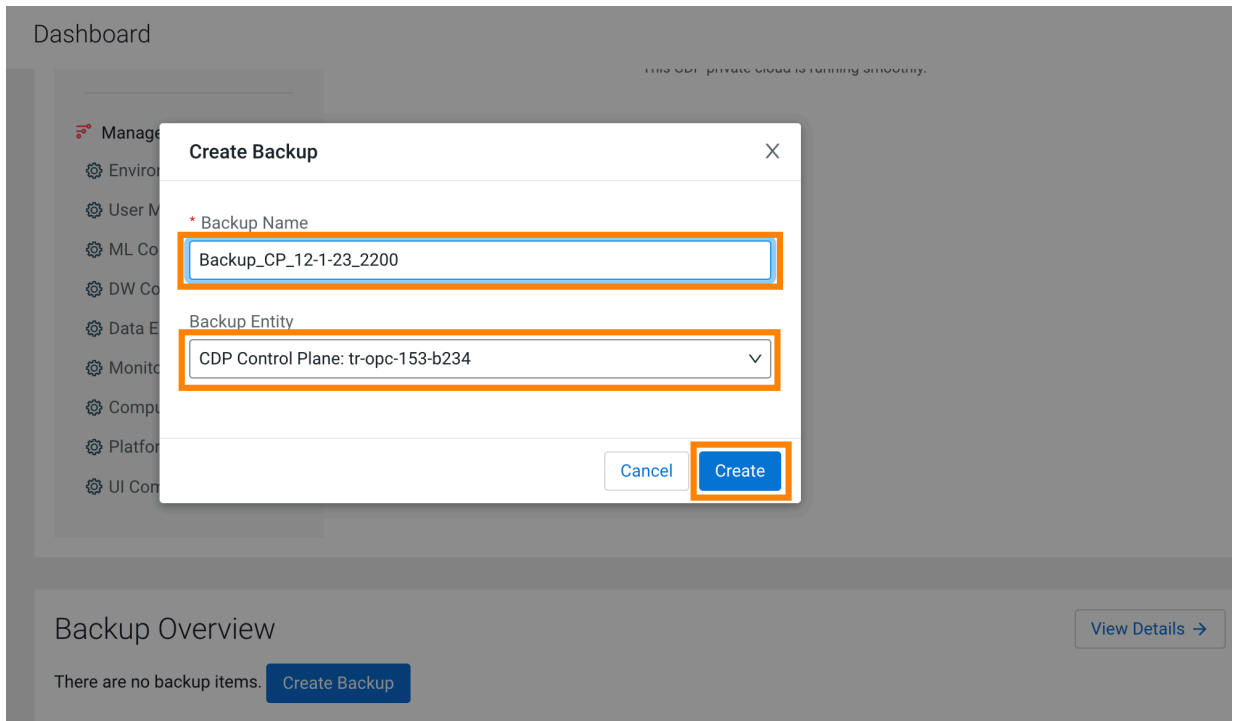 Dashboard
This CDP private cloud is running smoothly.
Manage
Environ
User M
ML Co
DW Co
Data E
Monito
Compu
Platfor
UI Com
Create Backup
* Backup Name
Backup_CP_12-1-23_2200
Backup Entity
CDP Control Plane: tr-opc-153-b234
Cancel
Create
Backup Overview
View Details →
There are no backup items.
Create Backup